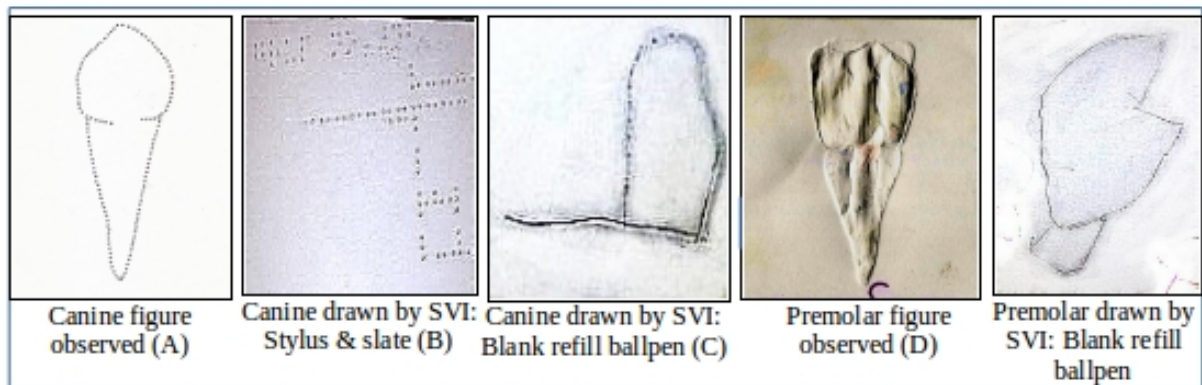 Canine figure
observed (A)
Canine drawn by SVI:
Stylus & slate (B)
Canine drawn by SVI:
Blank refill ballpen (C)
Premolar figure
observed (D)
Premolar drawn by
SVI: Blank refill
ballpen